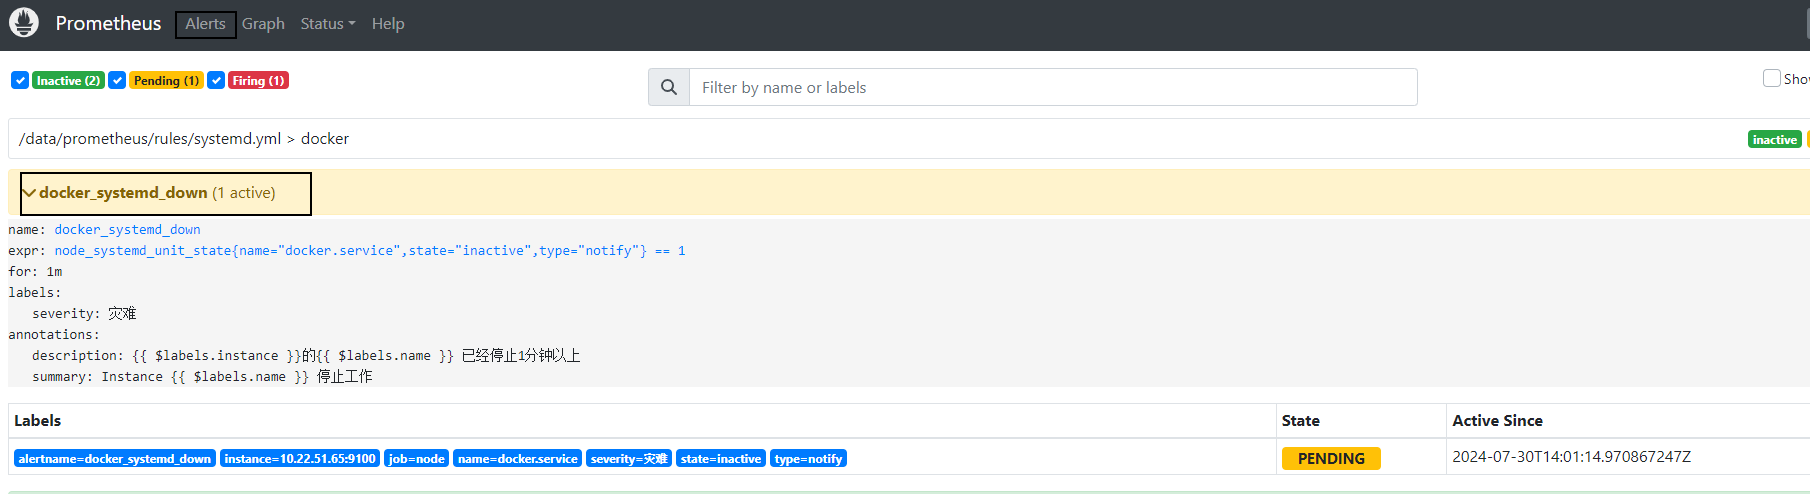 Prometheus Alerts Graph Status Help
Inactive (2) Pending (1) Firing (1) Filter by name or labels Show
/data/prometheus/rules/systemd.yml > docker inactive
docker_systemd_down (1 active)
name: docker_systemd_down
expr: node_systemd_unit_state{name="docker.service",state="inactive",type="notify"} == 1
for: 1m
labels:
severity: 灾难
annotations:
description: {{ $labels.instance }}的{{ $labels.name }} 已经停止1分钟以上
summary: Instance {{ $labels.name }} 停止工作
Labels State Active Since
alertname=docker_systemd_down instance=10.22.51.65:9100 job=node name=docker.service severity=灾难 state=inactive type=notify PENDING 2024-07-30T14:01:14.970867247Z